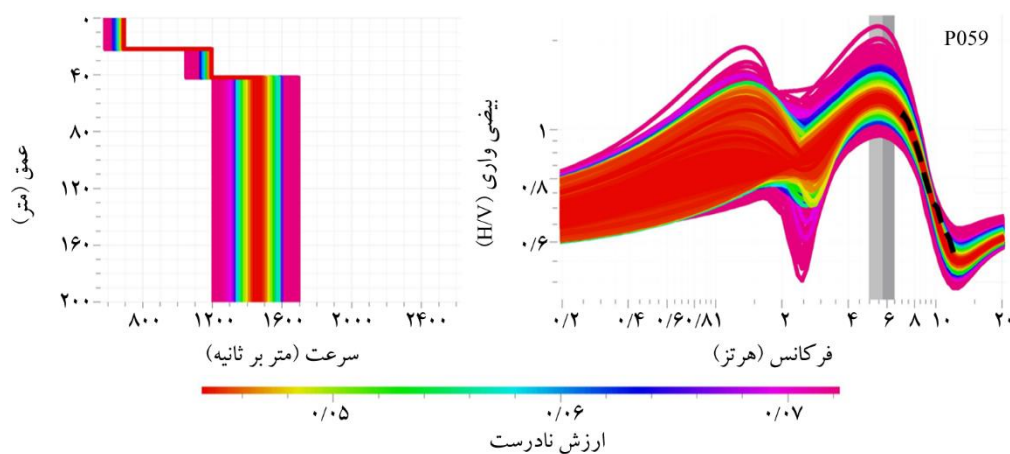 P059
۰
۴۰
۸۰
۱۲۰
۱۶۰
۲۰۰
عمق (متر)
۸۰۰ ۱۲۰۰ ۱۶۰۰ ۲۰۰۰ ۲۴۰۰
سرعت (متر بر ثانیه)
۱
۰/۸
۰/۶
بیضی واری (H/V)
۰/۲ ۰/۴ ۰/۶ ۰/۸ ۱ ۲ ۴ ۶ ۸ ۱۰ ۲۰
فرکانس (هرتز)
۰/۰۵ ۰/۰۶ ۰/۰۷
ارزش نادرست